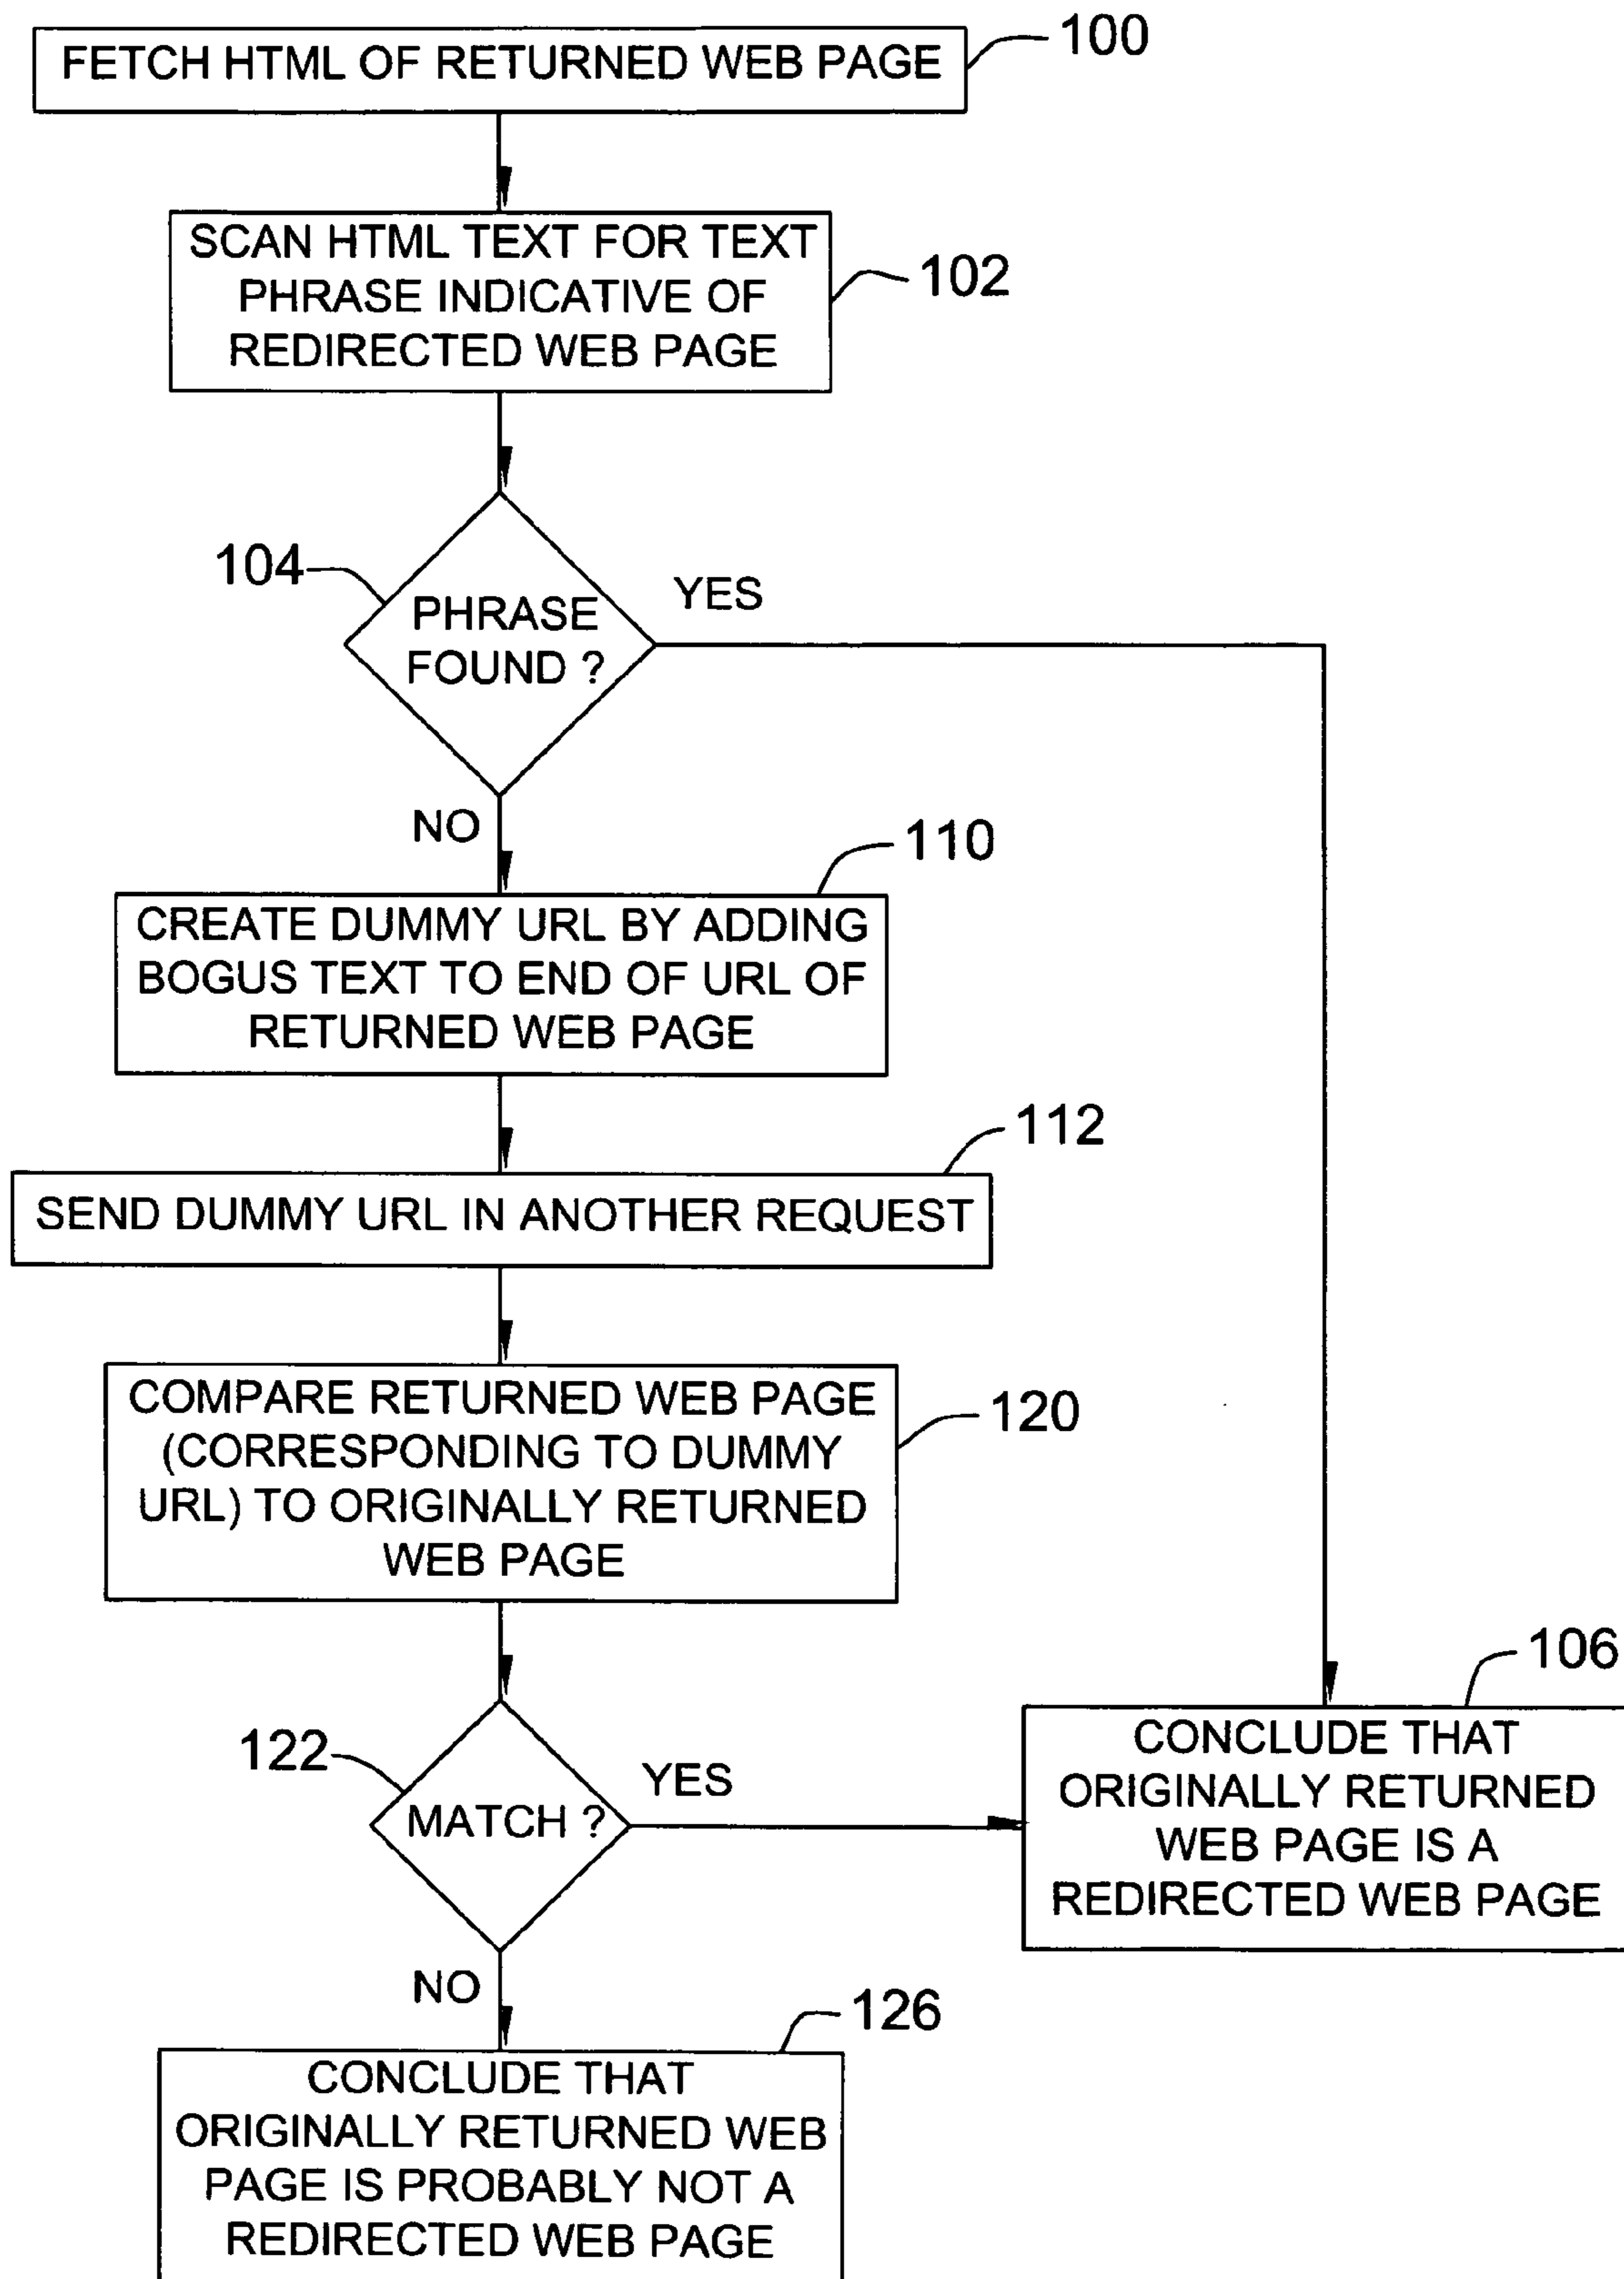 FETCH HTML OF RETURNED WEB PAGE
100
SCAN HTML TEXT FOR TEXT
PHRASE INDICATIVE OF
REDIRECTED WEB PAGE
102
104
PHRASE
FOUND ?
YES
NO
110
CREATE DUMMY URL BY ADDING
BOGUS TEXT TO END OF URL OF
RETURNED WEB PAGE
112
SEND DUMMY URL IN ANOTHER REQUEST
COMPARE RETURNED WEB PAGE
(CORRESPONDING TO DUMMY
URL) TO ORIGINALLY RETURNED
WEB PAGE
120
122
MATCH ?
YES
106
CONCLUDE THAT
ORIGINALLY RETURNED
WEB PAGE IS A
REDIRECTED WEB PAGE
NO
126
CONCLUDE THAT
ORIGINALLY RETURNED WEB
PAGE IS PROBABLY NOT A
REDIRECTED WEB PAGE